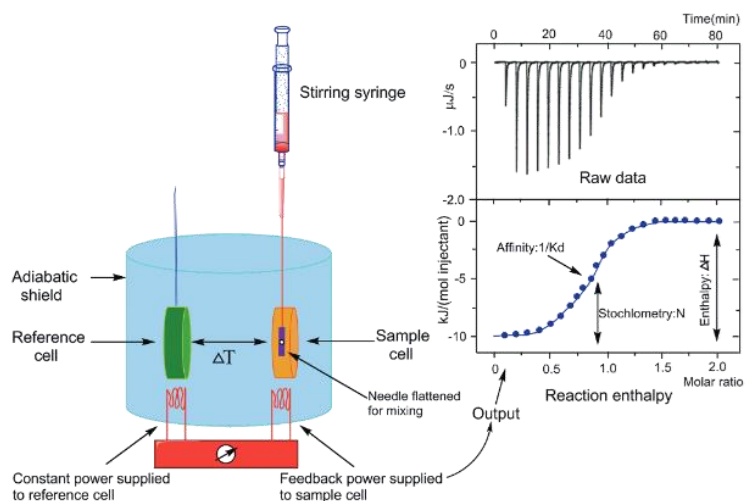 Stirring syringe
Adiabatic
shield
Reference
cell
ΔT
Sample
cell
Needle flattened
for mixing
Constant power supplied
to reference cell
Feedback power supplied
to sample cell
Output
Time(min)
0 20 40 60 80
μJ/s
0
-1.0
-2.0
Raw data
kJ/(mol injectant)
0
-5
-10
Affinity:1/Kd
Stochlometry:N
Enthalpy: ΔH
0 0.5 1.0 1.5 2.0
Reaction enthalpy
Molar ratio